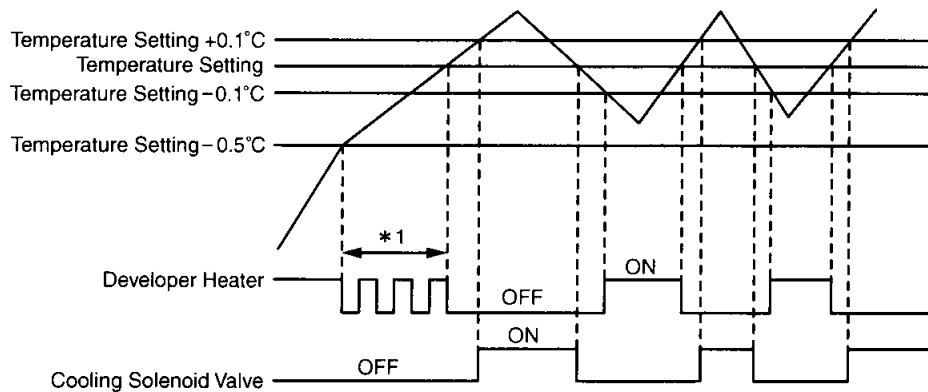 Temperature Setting +0.1°C
Temperature Setting
Temperature Setting −0.1°C
Temperature Setting −0.5°C
*1
Developer Heater
OFF
ON
OFF
ON
Cooling Solenoid Valve